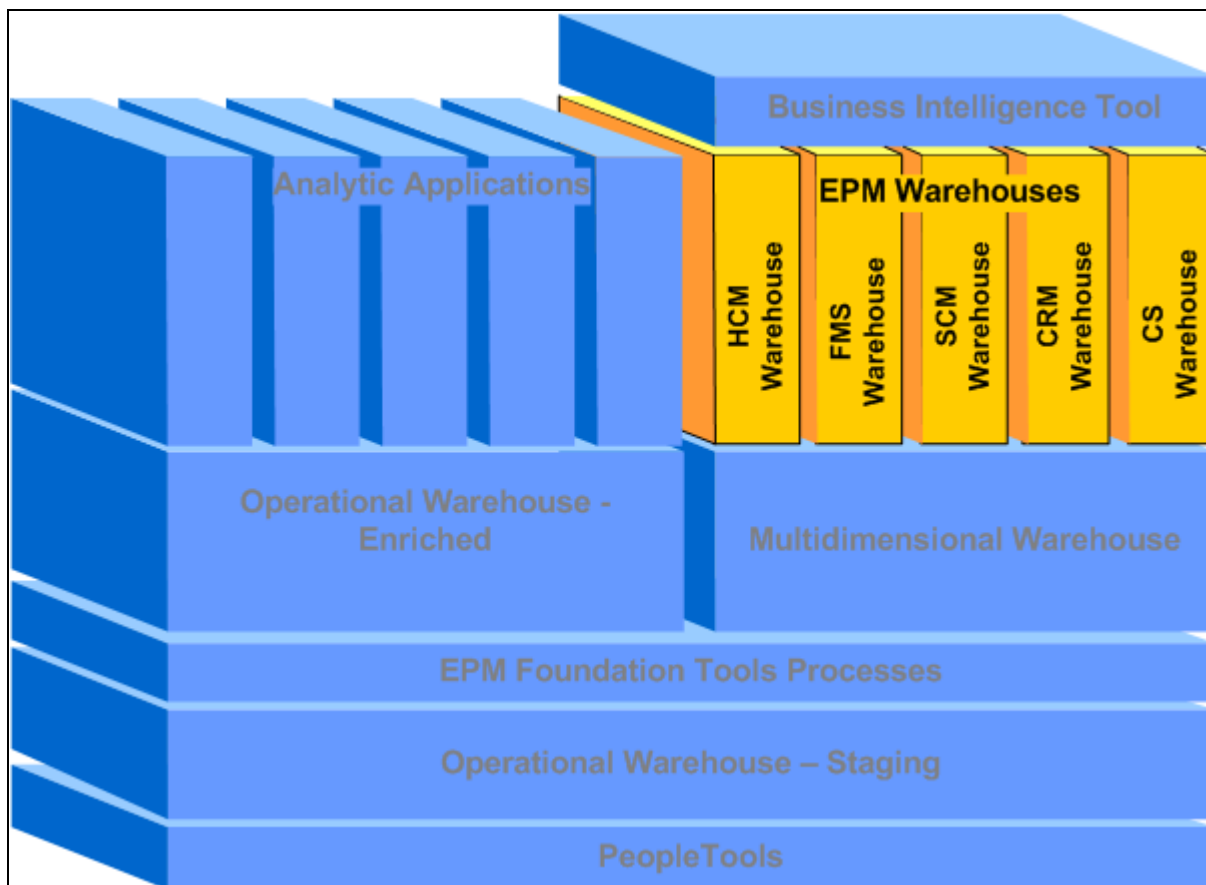 Business Intelligence Tool
Analytic Applications
EPM Warehouses
HCM
Warehouse
FMS
Warehouse
SCM
Warehouse
CRM
Warehouse
CS
Warehouse
Operational Warehouse -
Enriched
Multidimensional Warehouse
EPM Foundation Tools Processes
Operational Warehouse – Staging
PeopleTools